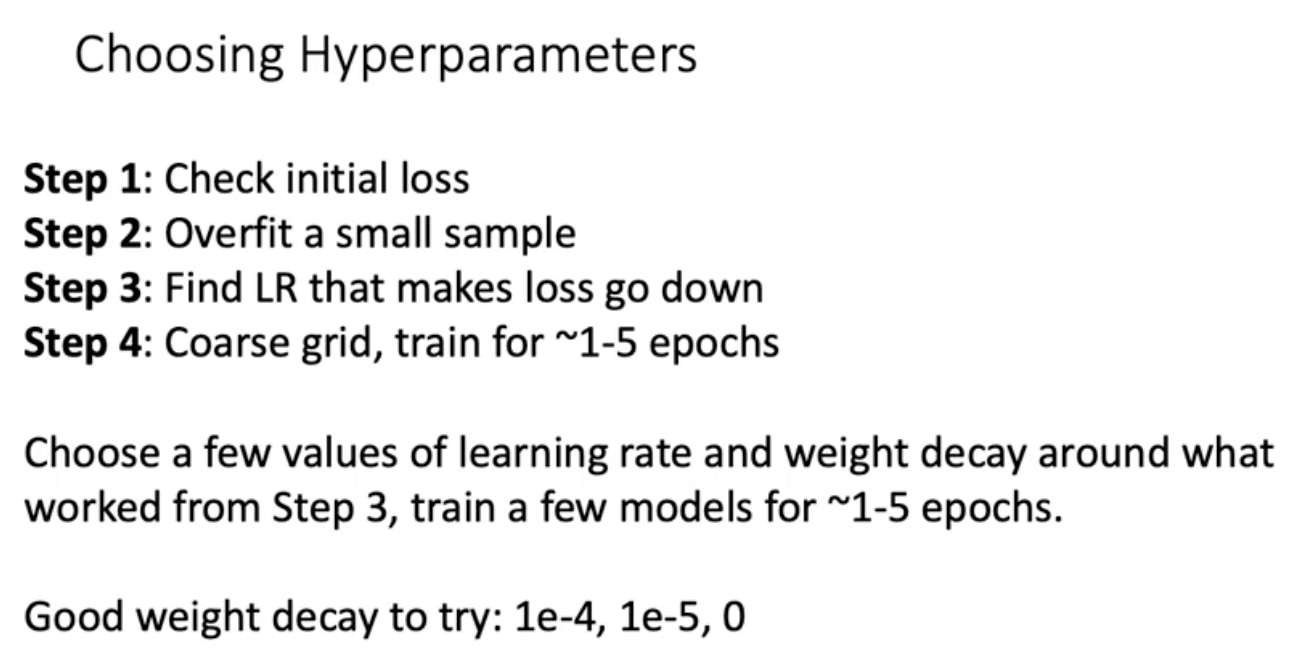 Choosing Hyperparameters
Step 1: Check initial loss
Step 2: Overfit a small sample
Step 3: Find LR that makes loss go down
Step 4: Coarse grid, train for ~1-5 epochs
Choose a few values of learning rate and weight decay around what
worked from Step 3, train a few models for ~1-5 epochs.
Good weight decay to try: 1e-4, 1e-5, 0